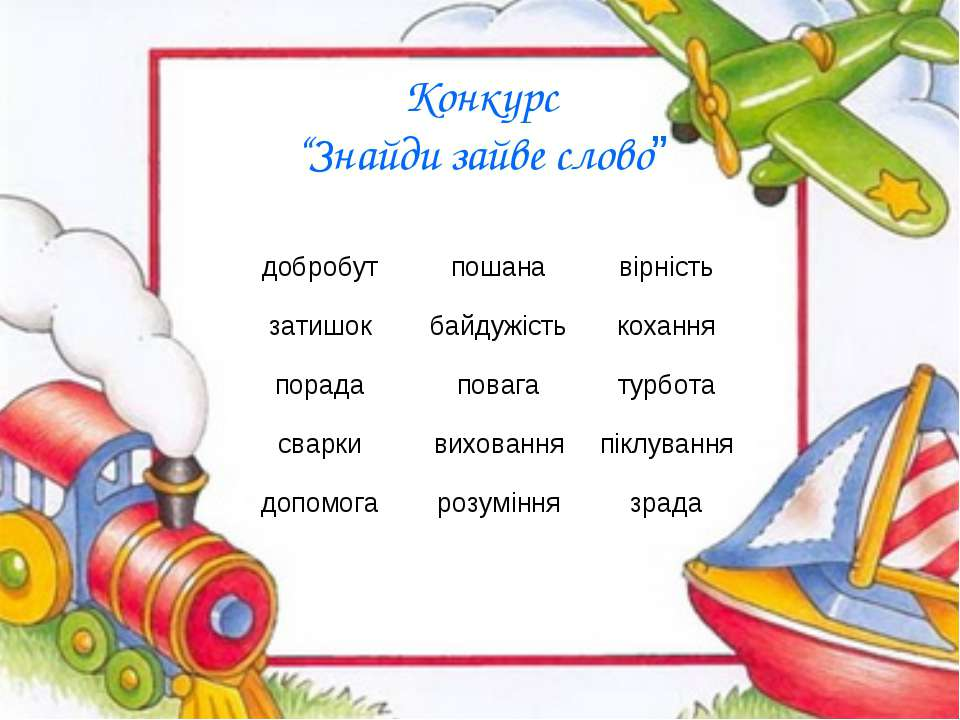 Конкурс
“Знайди зайве слово”
добробут пошана вірність
затишок байдужість кохання
порада повага турбота
сварки виховання піклування
допомога розуміння зрада